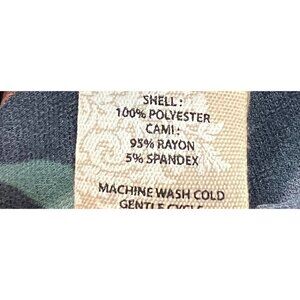 SHELL :
100% POLYESTER
CAMI :
95% RAYON
5% SPANDEX
MACHINE WASH COLD
GENTLE CYCLE